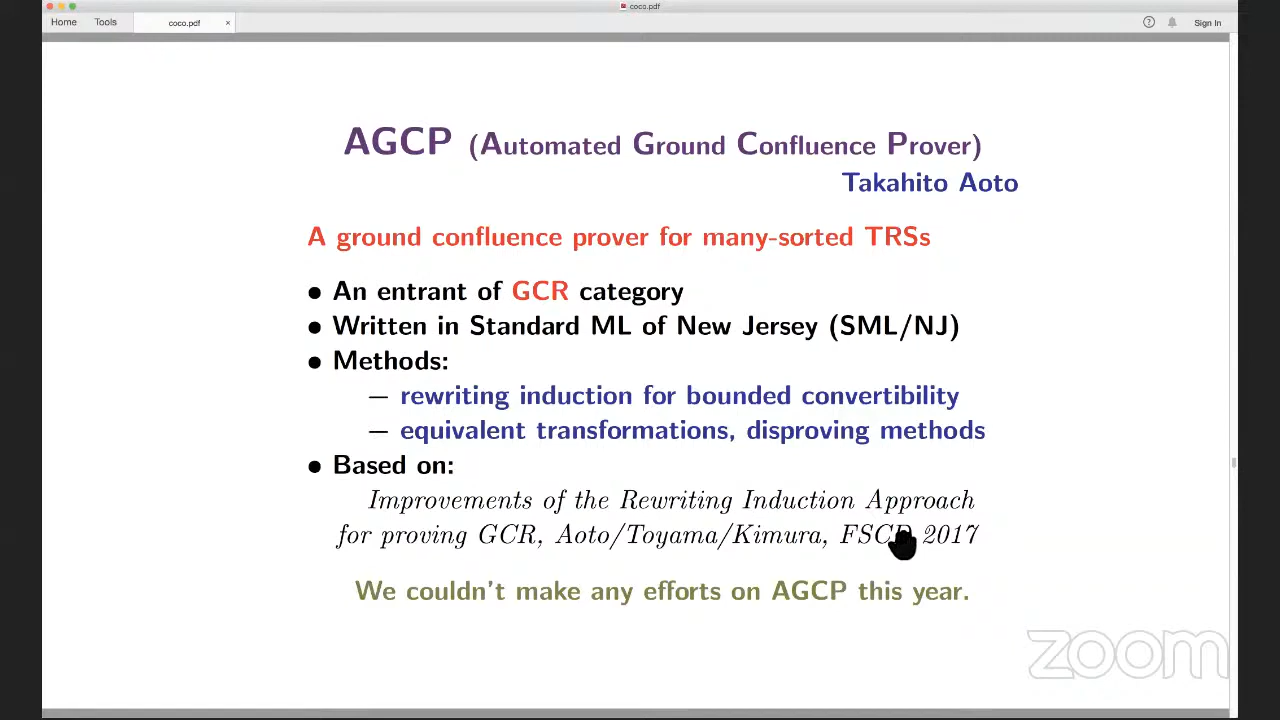 coco.pdf
Home Tools coco.pdf × Sign In
AGCP (Automated Ground Confluence Prover)
Takahito Aoto
A ground confluence prover for many-sorted TRSs
• An entrant of GCR category
• Written in Standard ML of New Jersey (SML/NJ)
• Methods:
— rewriting induction for bounded convertibility
— equivalent transformations, disproving methods
• Based on:
Improvements of the Rewriting Induction Approach
for proving GCR, Aoto/Toyama/Kimura, FSCD 2017
We couldn't make any efforts on AGCP this year.
zoom